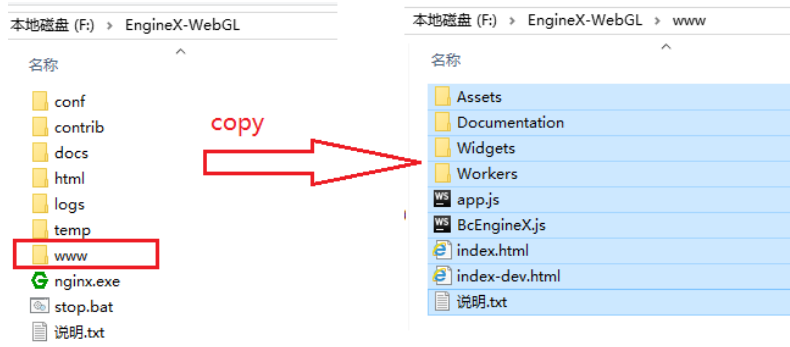 本地磁盘 (F:) › EngineX-WebGL
名称
conf
contrib
docs
html
logs
temp
www
nginx.exe
stop.bat
说明.txt
copy
本地磁盘 (F:) › EngineX-WebGL › www
名称
Assets
Documentation
Widgets
Workers
WS app.js
WS BcEngineX.js
index.html
index-dev.html
说明.txt